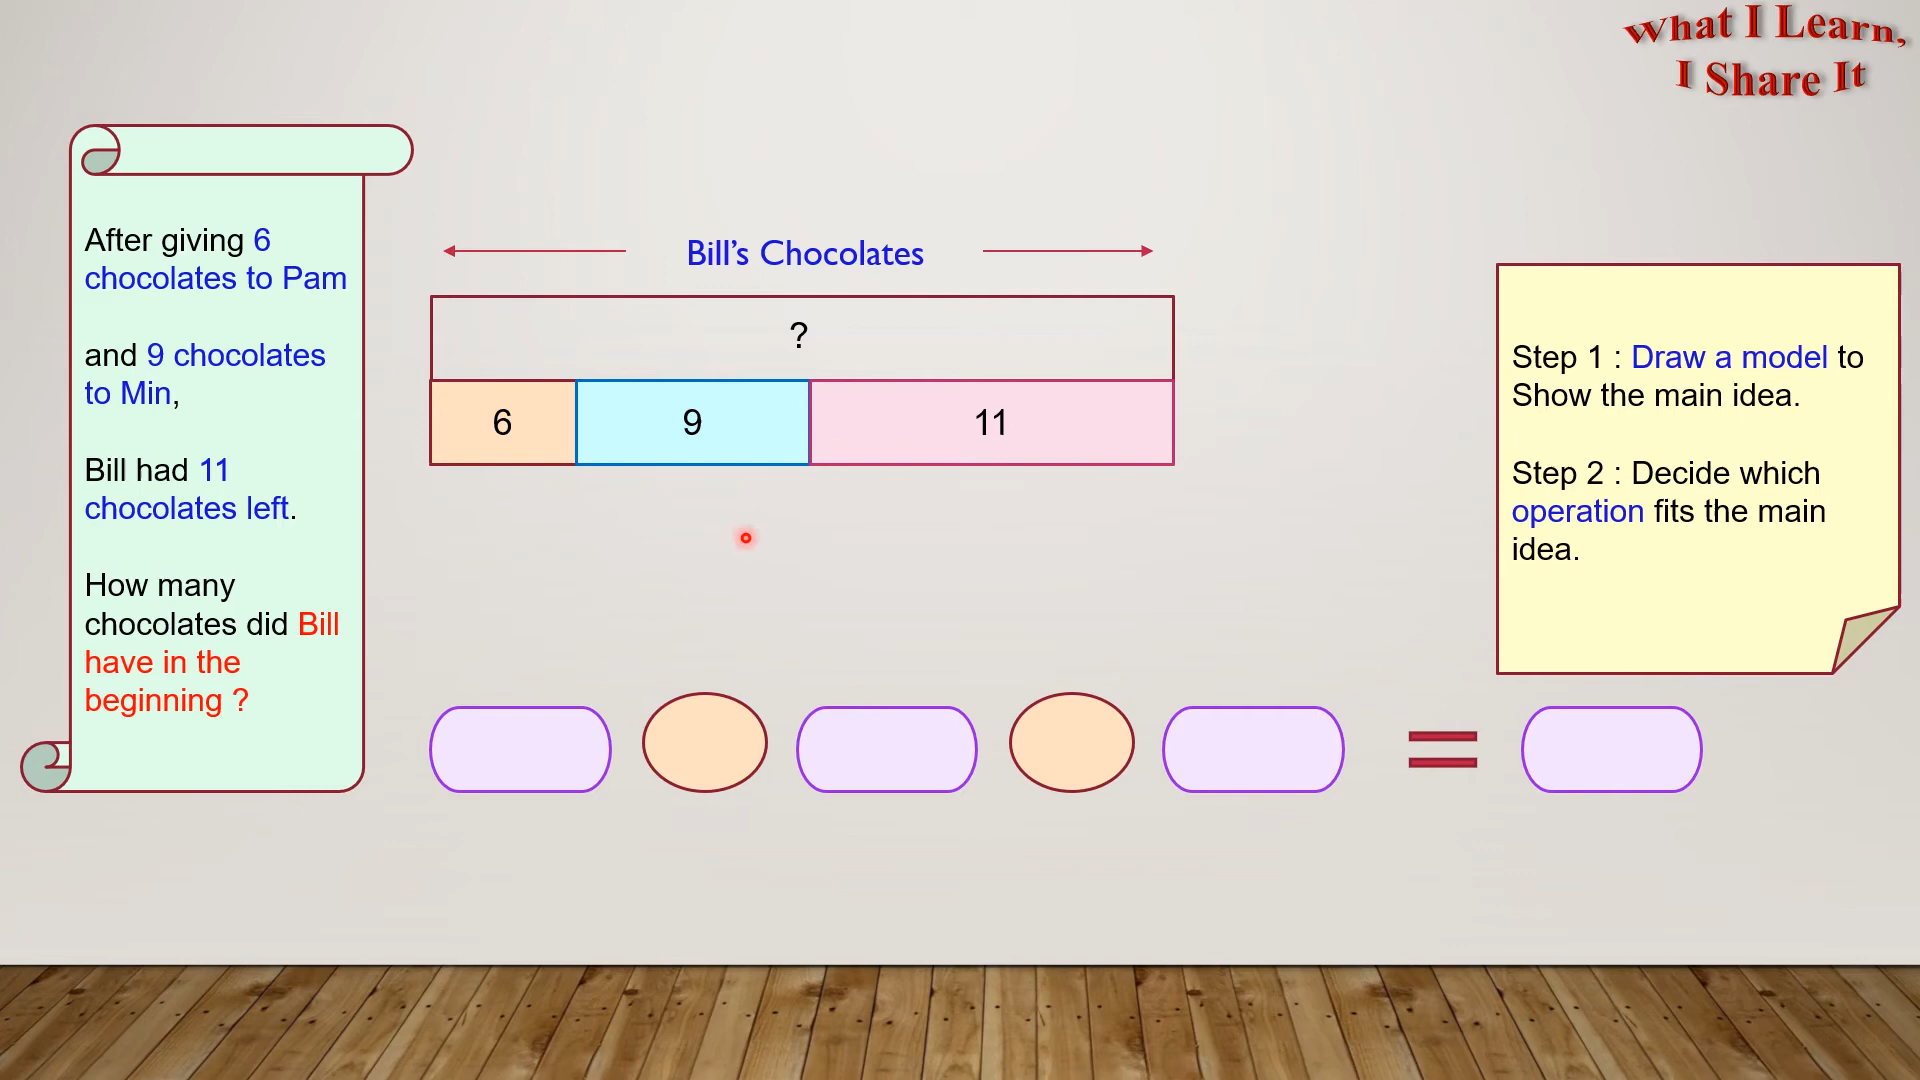 What I Learn,
I Share It
After giving 6
chocolates to Pam
and 9 chocolates
to Min,
Bill had 11
chocolates left.
How many
chocolates did Bill
have in the
beginning ?
Bill's Chocolates
?
6 9 11
Step 1 : Draw a model to
Show the main idea.
Step 2 : Decide which
operation fits the main
idea.
=